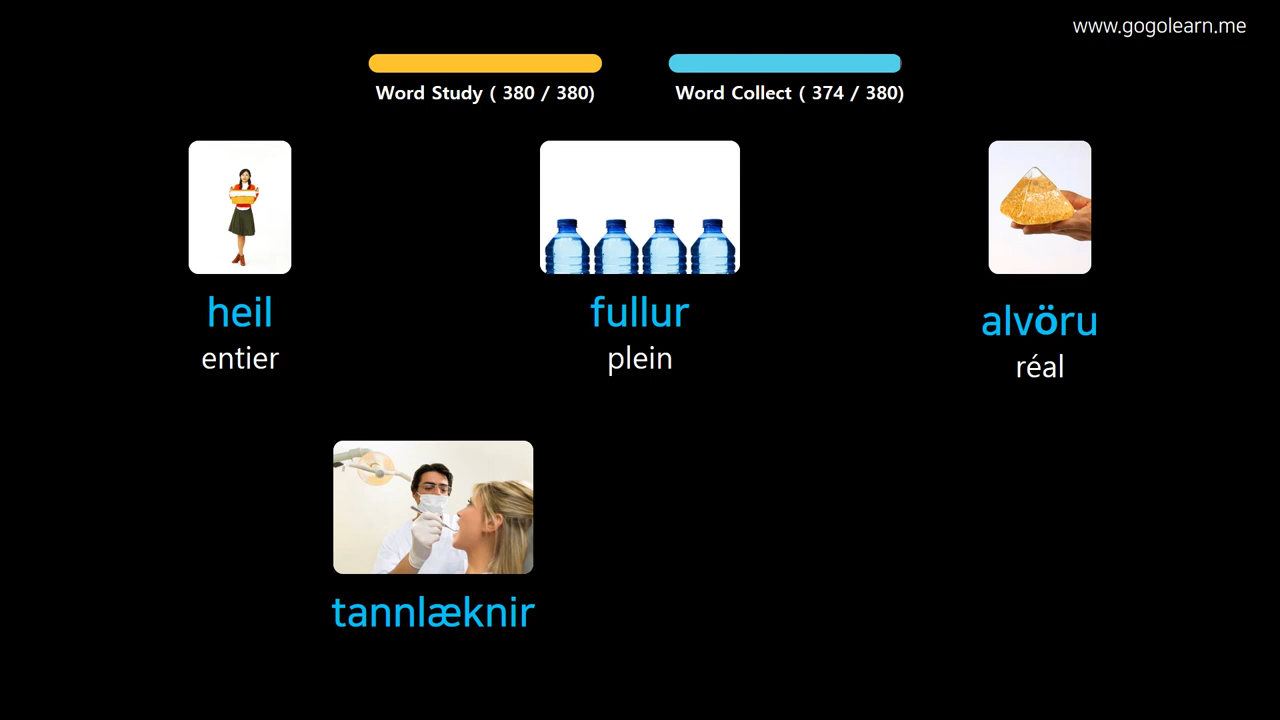 www.gogolearn.me
Word Study ( 380 / 380)
Word Collect ( 374 / 380)
heil
entier
fullur
plein
alvöru
réal
tannlæknir